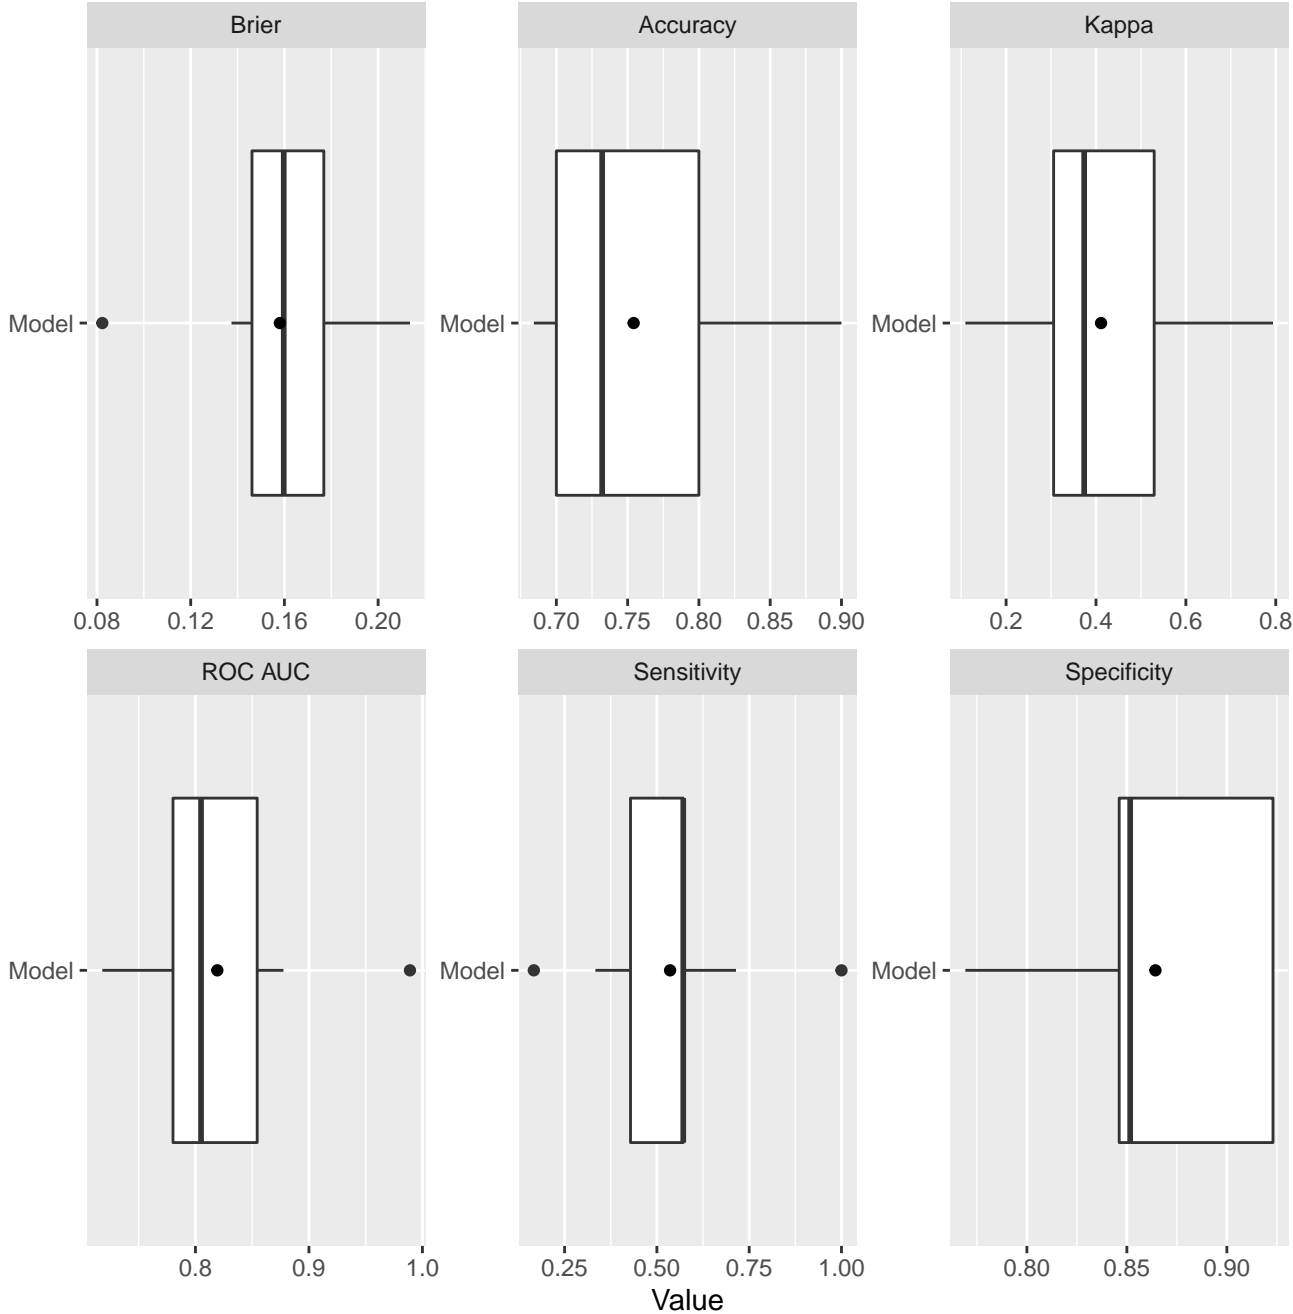 Brier Accuracy Kappa
Model Model Model
0.08 0.12 0.16 0.20 0.70 0.75 0.80 0.85 0.90 0.2 0.4 0.6 0.8
ROC AUC Sensitivity Specificity
Model Model Model
0.8 0.9 1.0 0.25 0.50 0.75 1.00 0.80 0.85 0.90
Value